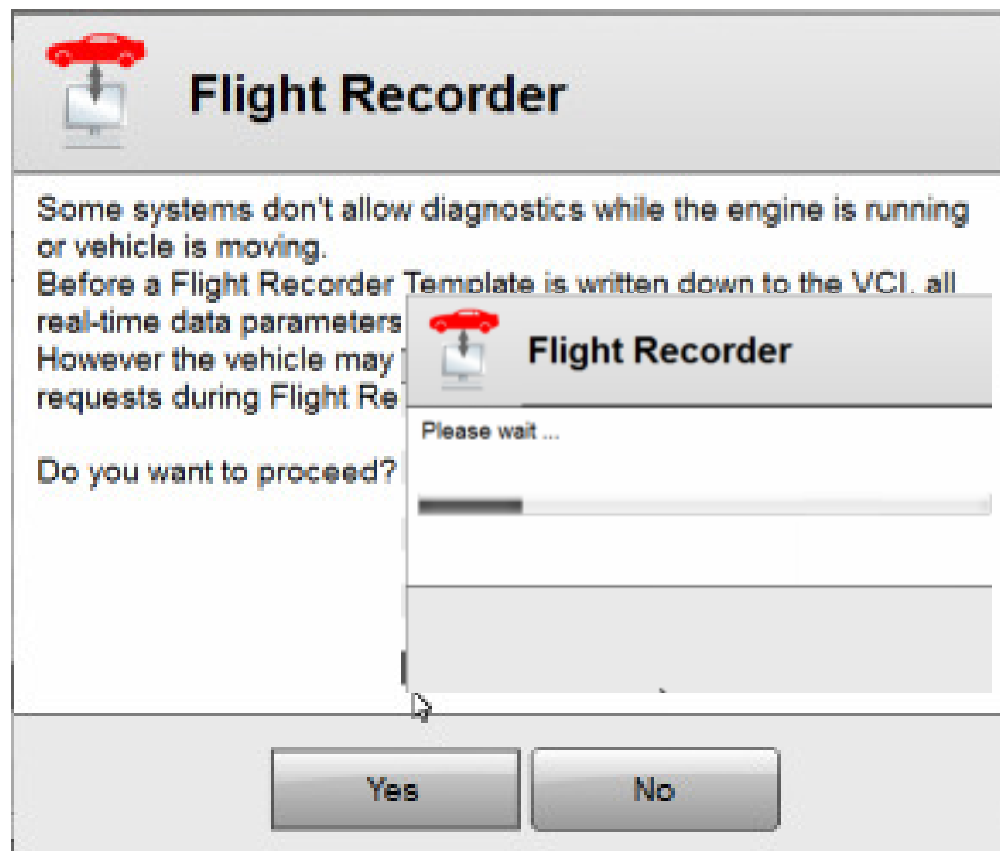 Flight Recorder
Some systems don't allow diagnostics while the engine is running
or vehicle is moving.
Before a Flight Recorder Template is written down to the VCI, all
real-time data parameters
However the vehicle may
requests during Flight Re
Do you want to proceed?
Flight Recorder
Please wait ...
Yes
No